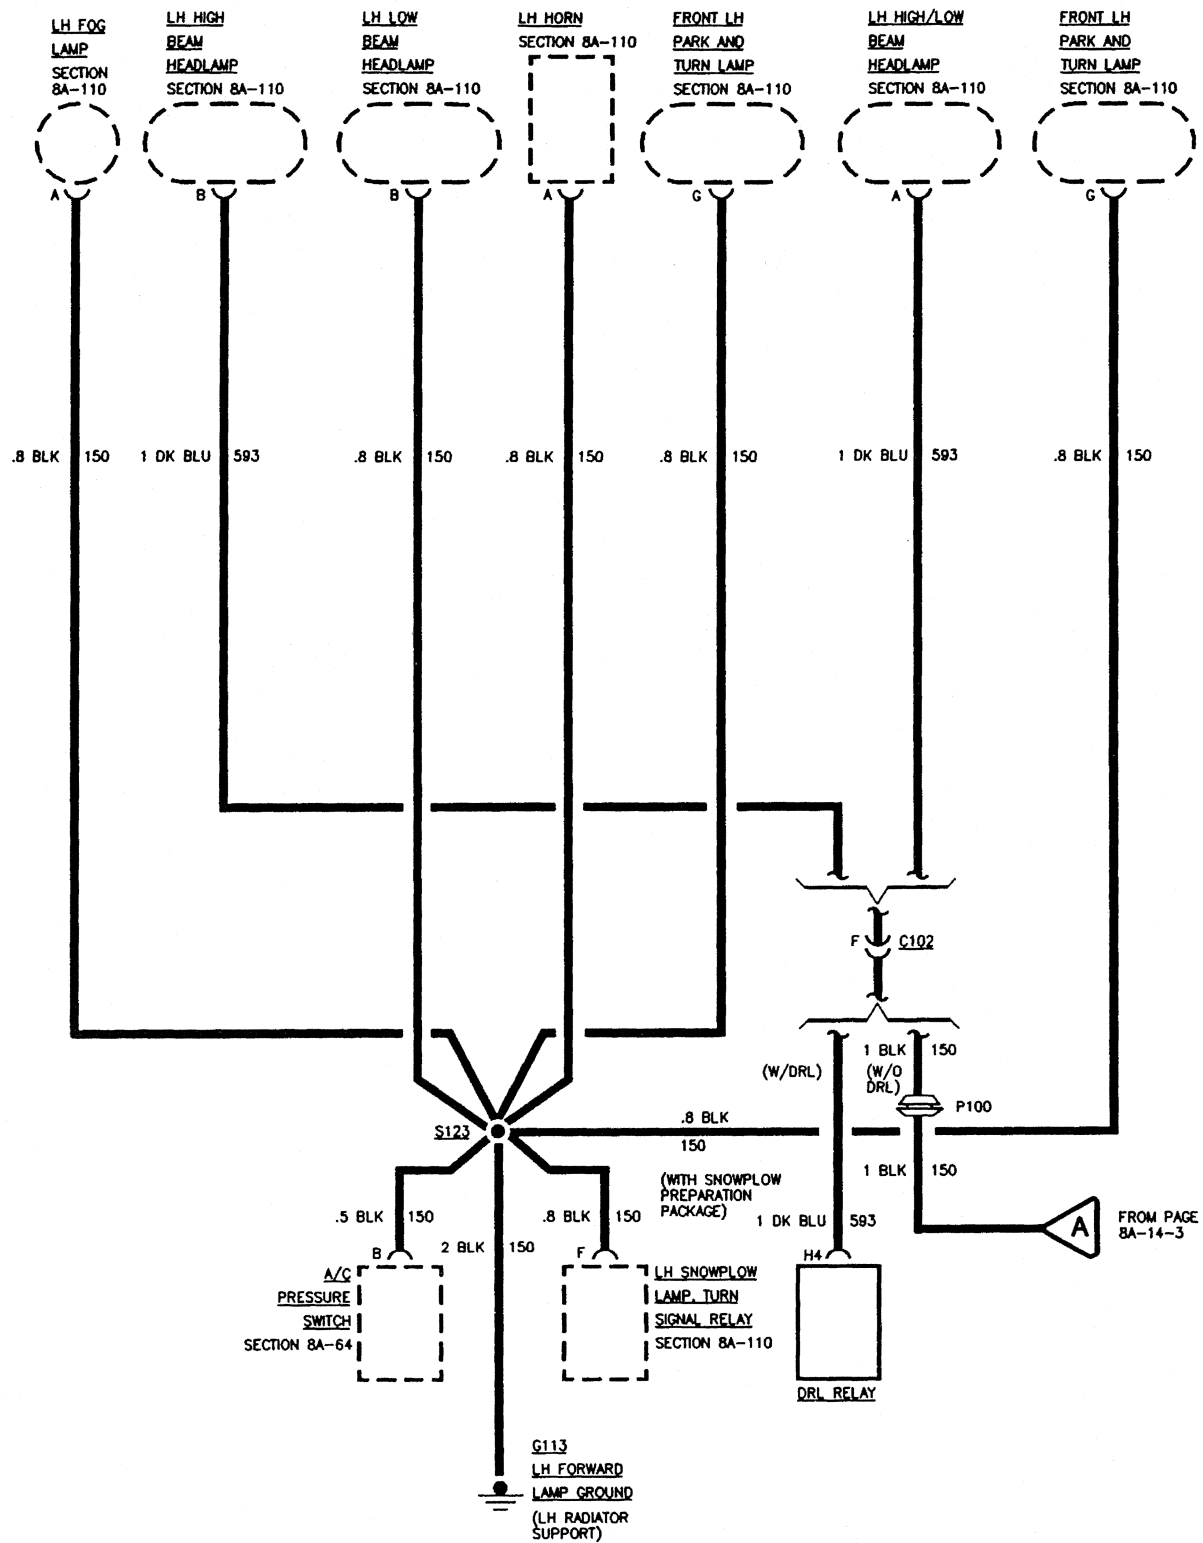 LH FOG
LAMP
SECTION
8A-110
LH HIGH
BEAM
HEADLAMP
SECTION 8A-110
LH LOW
BEAM
HEADLAMP
SECTION 8A-110
LH HORN
SECTION 8A-110
FRONT LH
PARK AND
TURN LAMP
SECTION 8A-110
LH HIGH/LOW
BEAM
HEADLAMP
SECTION 8A-110
FRONT LH
PARK AND
TURN LAMP
SECTION 8A-110
A
B
B
A
G
A
G
.8 BLK 150
1 DK BLU 593
.8 BLK 150
.8 BLK 150
.8 BLK 150
1 DK BLU 593
.8 BLK 150
F C102
(W/DRL)
1 BLK 150
(W/O
DRL)
P100
S123
.8 BLK
150
1 BLK 150
(WITH SNOWPLOW
PREPARATION
PACKAGE)
.5 BLK 150
2 BLK 150
.8 BLK 150
1 DK BLU 593
A
FROM PAGE
8A-14-3
B
F
H4
A/C
PRESSURE
SWITCH
SECTION 8A-64
LH SNOWPLOW
LAMP, TURN
SIGNAL RELAY
SECTION 8A-110
DRL RELAY
G113
LH FORWARD
LAMP GROUND
(LH RADIATOR
SUPPORT)